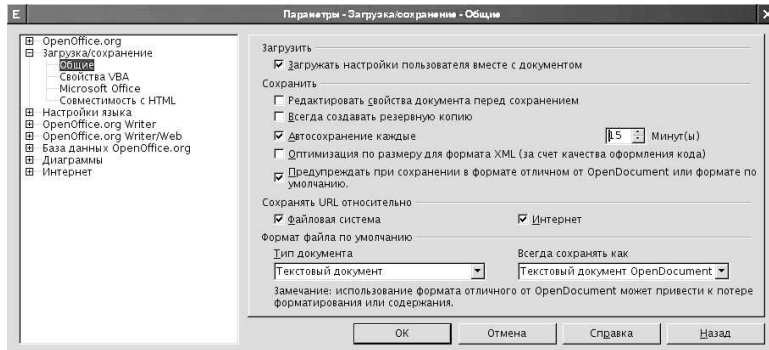 E
Параметры - Загрузка/сохранение - Общие
X
OpenOffice.org
Загрузка/сохранение
Общие
Свойства VBA
Microsoft Office
Совместимость с HTML
Настройки языка
OpenOffice.org Writer
OpenOffice.org Writer/Web
База данных OpenOffice.org
Диаграммы
Интернет
Загрузить
Загружать настройки пользователя вместе с документом
Сохранить
Редактировать свойства документа перед сохранением
Всегда создавать резервную копию
Автосохранение каждые 15 Минут(ы)
Оптимизация по размеру для формата XML (за счет качества оформления кода)
Предупреждать при сохранении в формате отличном от OpenDocument или формате по
умолчанию.
Сохранять URL относительно
Файловая система Интернет
Формат файла по умолчанию
Тип документа Всегда сохранять как
Текстовый документ Текстовый документ OpenDocument
Замечание: использование формата отличного от OpenDocument может привести к потере
форматирования или содержания.
OK Отмена Справка Назад